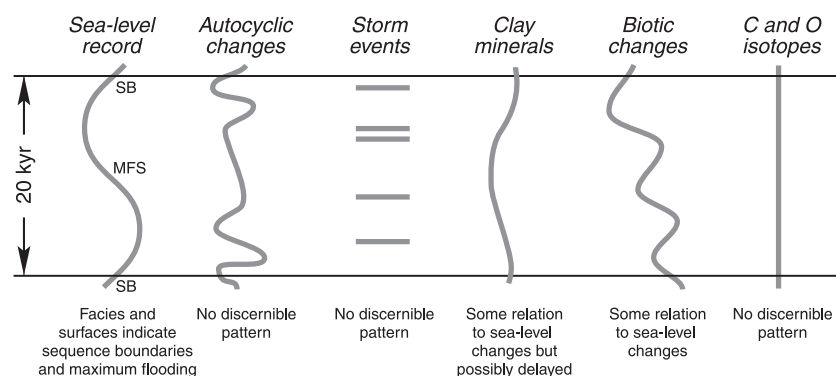 Sea-level
record
Autocyclic
changes
Storm
events
Clay
minerals
Biotic
changes
C and O
isotopes
SB
MFS
20 kyr
SB
Facies and
surfaces indicate
sequence boundaries
and maximum flooding
No discernible
pattern
No discernible
pattern
Some relation
to sea-level
changes but
possibly delayed
Some relation
to sea-level
changes
No discernible
pattern